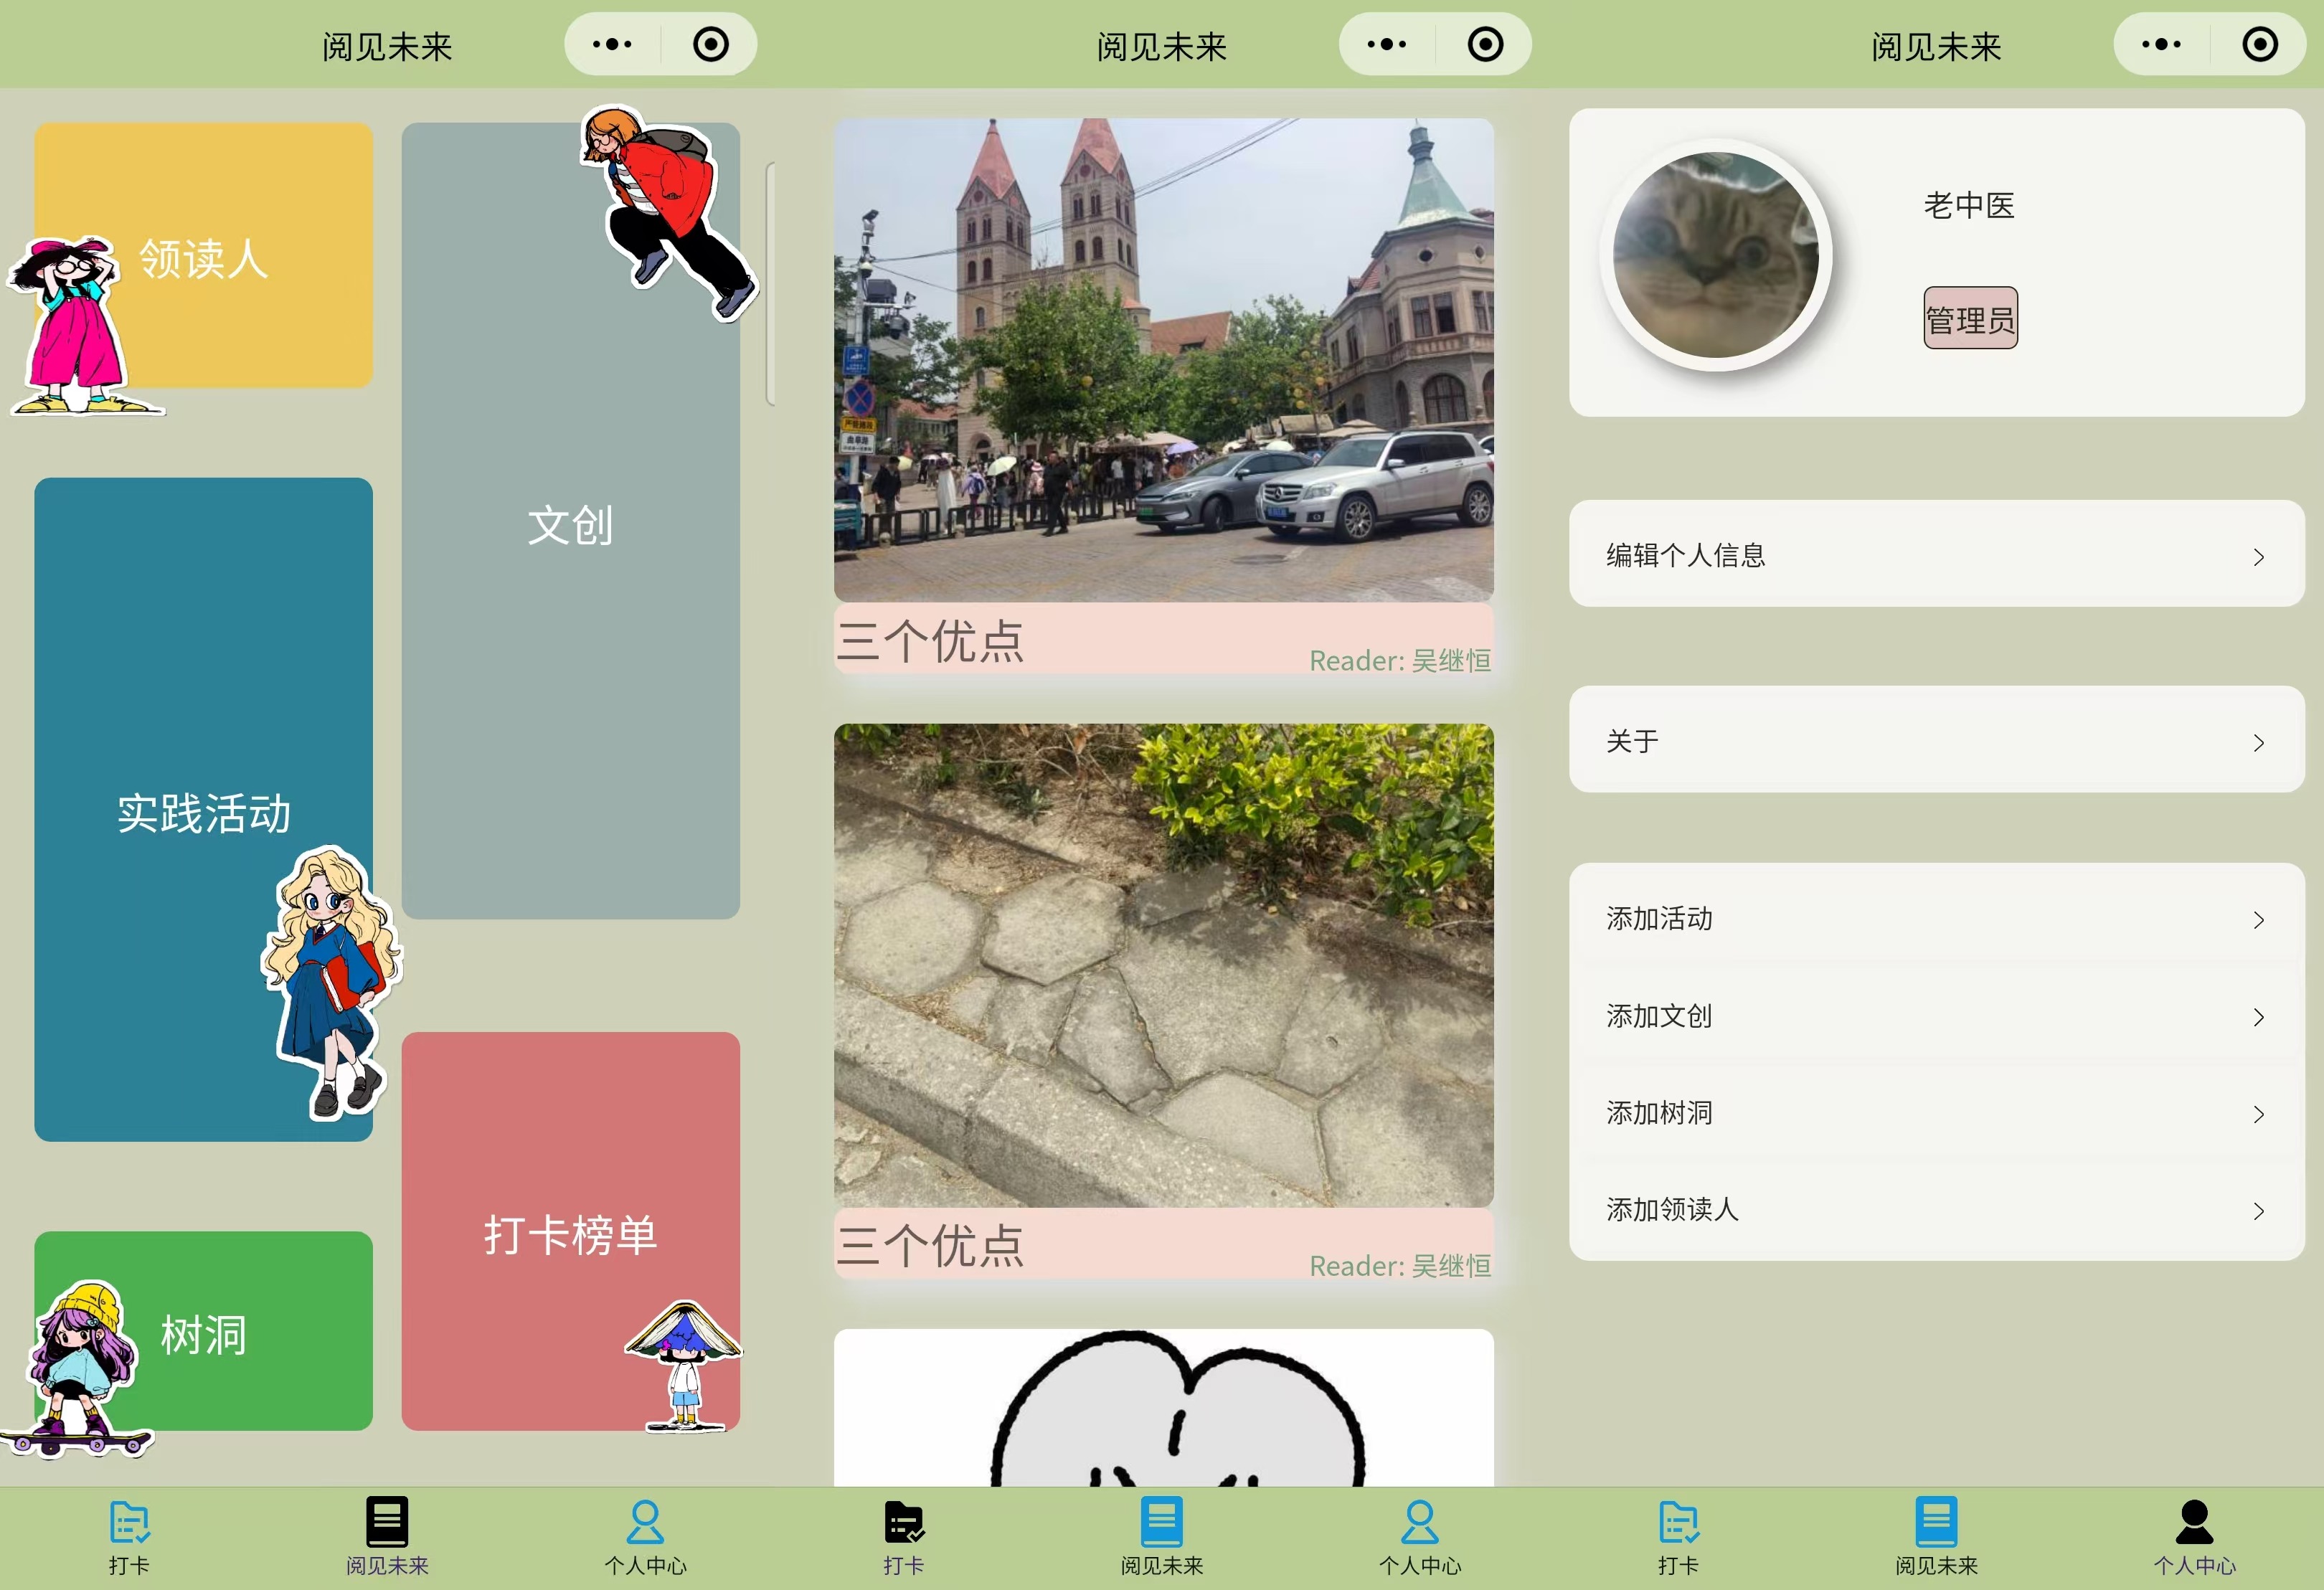 阅见未来
领读人
文创
实践活动
打卡榜单
树洞
打卡
阅见未来
个人中心
阅见未来
三个优点
Reader: 吴继恒
三个优点
Reader: 吴继恒
打卡
阅见未来
个人中心
阅见未来
老中医
管理员
编辑个人信息
关于
添加活动
添加文创
添加树洞
添加领读人
打卡
阅见未来
个人中心